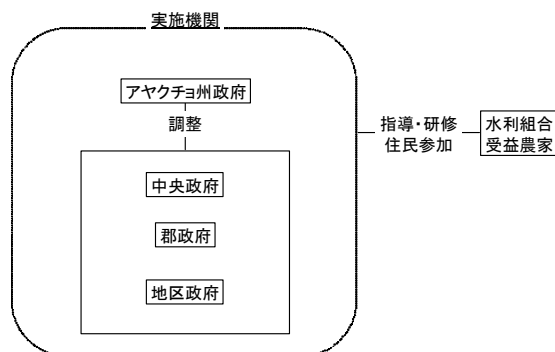 実施機関
アヤクチョ州政府
調整
中央政府
郡政府
地区政府
指導・研修
住民参加
水利組合
受益農家